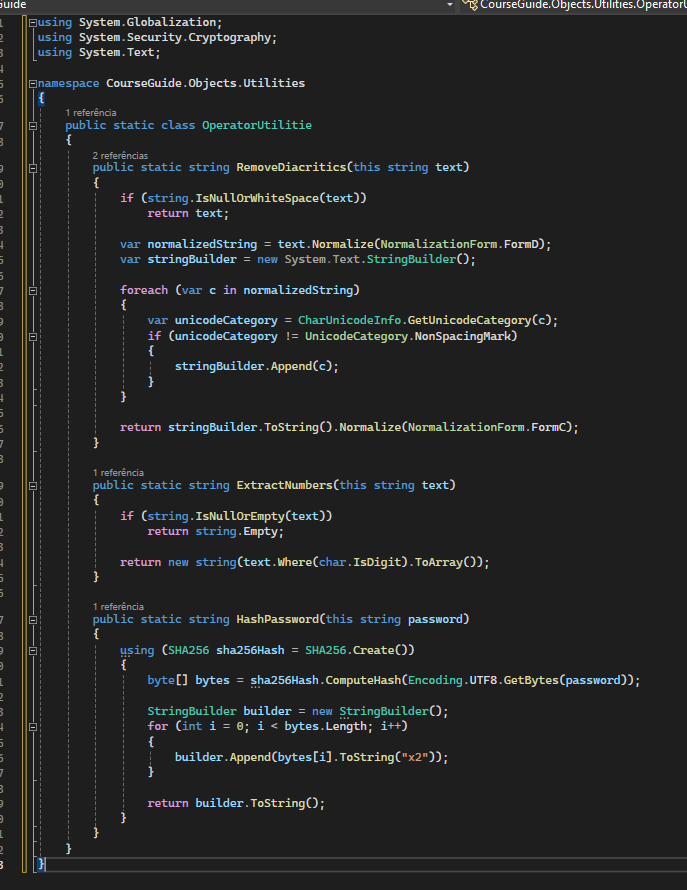 Guide
CourseGuide.Objects.Utilities.OperatorU
using System.Globalization;
using System.Security.Cryptography;
using System.Text;
namespace CourseGuide.Objects.Utilities
{
1 referência
public static class OperatorUtilitie
{
2 referências
public static string RemoveDiacritics(this string text)
{
if (string.IsNullOrWhiteSpace(text))
return text;
var normalizedString = text.Normalize(NormalizationForm.FormD);
var stringBuilder = new System.Text.StringBuilder();
foreach (var c in normalizedString)
{
var unicodeCategory = CharUnicodeInfo.GetUnicodeCategory(c);
if (unicodeCategory != UnicodeCategory.NonSpacingMark)
{
stringBuilder.Append(c);
}
}
return stringBuilder.ToString().Normalize(NormalizationForm.FormC);
}
1 referência
public static string ExtractNumbers(this string text)
{
if (string.IsNullOrEmpty(text))
return string.Empty;
return new string(text.Where(char.IsDigit).ToArray());
}
1 referência
public static string HashPassword(this string password)
{
using (SHA256 sha256Hash = SHA256.Create())
{
byte[] bytes = sha256Hash.ComputeHash(Encoding.UTF8.GetBytes(password));
StringBuilder builder = new StringBuilder();
for (int i = 0; i < bytes.Length; i++)
{
builder.Append(bytes[i].ToString("x2"));
}
return builder.ToString();
}
}
}
}